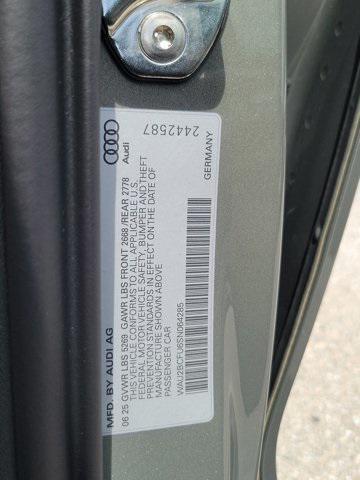 MFD. BY AUDI AG
06 25 GVWR LBS 5269 GAWR LBS FRONT 2668/REAR 2778
THIS VEHICLE CONFORMS TO ALL APPLICABLE U.S.
FEDERAL MOTOR VEHICLE SAFETY, BUMPER AND THEFT
PREVENTION STANDARDS IN EFFECT ON THE DATE OF
MANUFACTURE SHOWN ABOVE
PASSENGER CAR
WAU2BCFU6SN064285
Audi
GERMANY
2442587